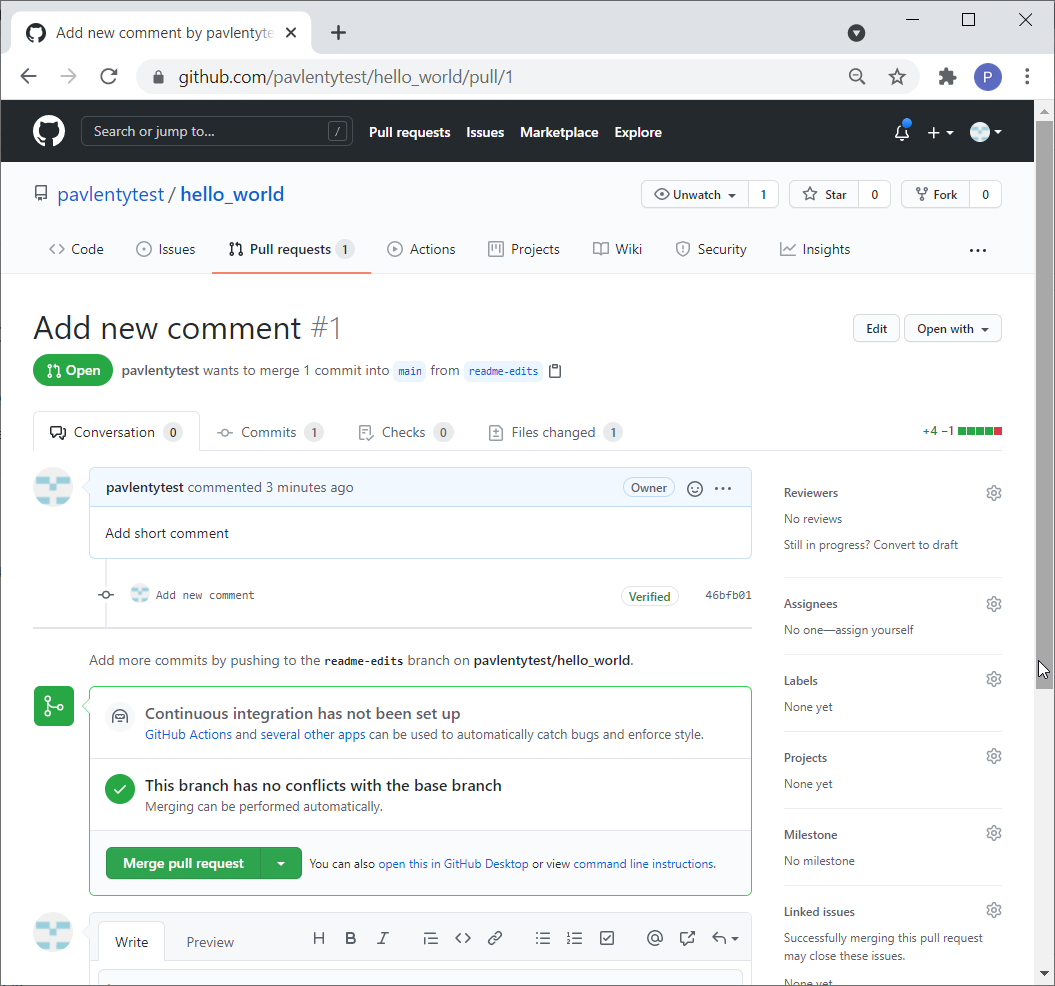 Add new comment by pavlentyte
github.com/pavlentytest/hello_world/pull/1
P
Search or jump to... /
Pull requests Issues Marketplace Explore
pavlentytest / hello_world
Unwatch 1 Star 0 Fork 0
Code Issues Pull requests 1 Actions Projects Wiki Security Insights
Add new comment #1
Edit Open with
Open pavlentytest wants to merge 1 commit into main from readme-edits
Conversation 0 Commits 1 Checks 0 Files changed 1
+4 −1
pavlentytest commented 3 minutes ago Owner
Add short comment
Add new comment Verified 46bfb01
Add more commits by pushing to the readme-edits branch on pavlentytest/hello_world.
Continuous integration has not been set up
GitHub Actions and several other apps can be used to automatically catch bugs and enforce style.
This branch has no conflicts with the base branch
Merging can be performed automatically.
Merge pull request You can also open this in GitHub Desktop or view command line instructions.
Write Preview
Reviewers
No reviews
Still in progress? Convert to draft
Assignees
No one—assign yourself
Labels
None yet
Projects
None yet
Milestone
No milestone
Linked issues
Successfully merging this pull request
may close these issues.
None yet